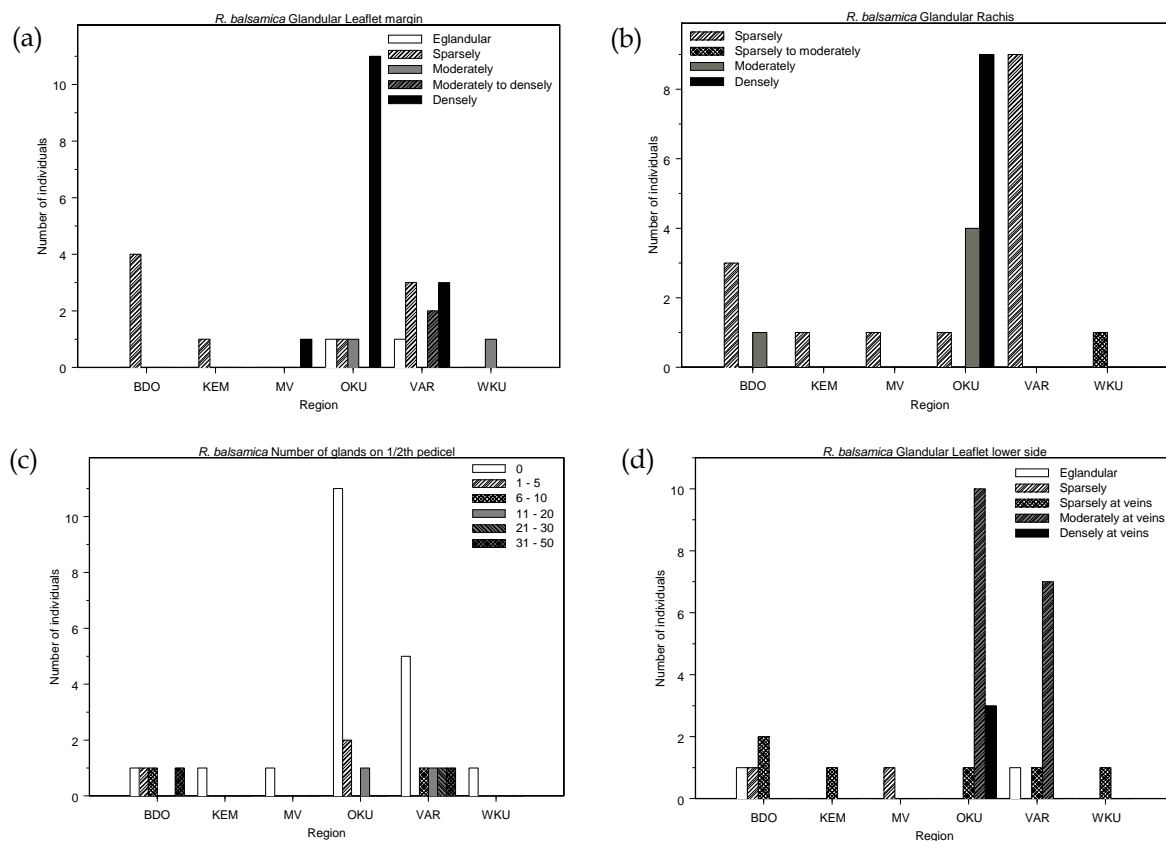 (a)
R. balsamica Glandular Leaflet margin
Eglandular
Sparsely
Moderately
Moderately to densely
Densely
10
8
6
4
2
0
Number of individuals
BDO KEM MV OKU VAR WKU
Region
(b)
R. balsamica Glandular Rachis
Sparsely
Sparsely to moderately
Moderately
Densely
8
6
4
2
0
Number of individuals
BDO KEM MV OKU VAR WKU
Region
(c)
R. balsamica Number of glands on 1/2th pedicel
0
1 - 5
6 - 10
11 - 20
21 - 30
31 - 50
10
8
6
4
2
0
Number of individuals
BDO KEM MV OKU VAR WKU
Region
(d)
R. balsamica Glandular Leaflet lower side
Eglandular
Sparsely
Sparsely at veins
Moderately at veins
Densely at veins
10
8
6
4
2
0
Number of individuals
BDO KEM MV OKU VAR WKU
Region